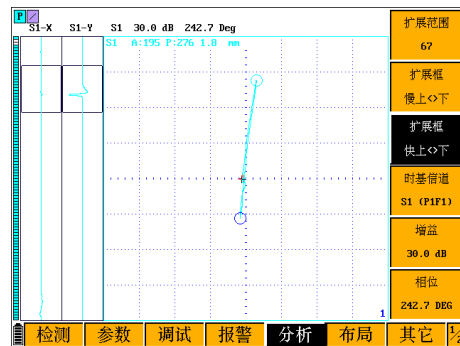 P
S1-X S1-Y S1 30.0 dB 242.7 Deg
S1 A:195 P:276 1.0 mm
1
扩展范围
67
扩展框
慢上<>下
扩展框
快上<>下
时基信道
S1 (P1F1)
增益
30.0 dB
相位
242.7 DEG
检测 参数 调试 报警 分析 布局 其它 1/2